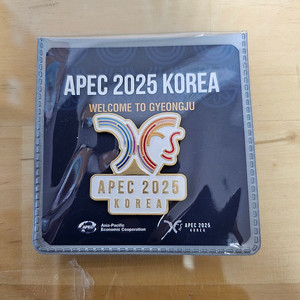 APEC 2025 KOREA
WELCOME TO GYEONGJU
APEC 2025
KOREA
APEC
Asia-Pacific
Economic Cooperation
APEC 2025
KOREA